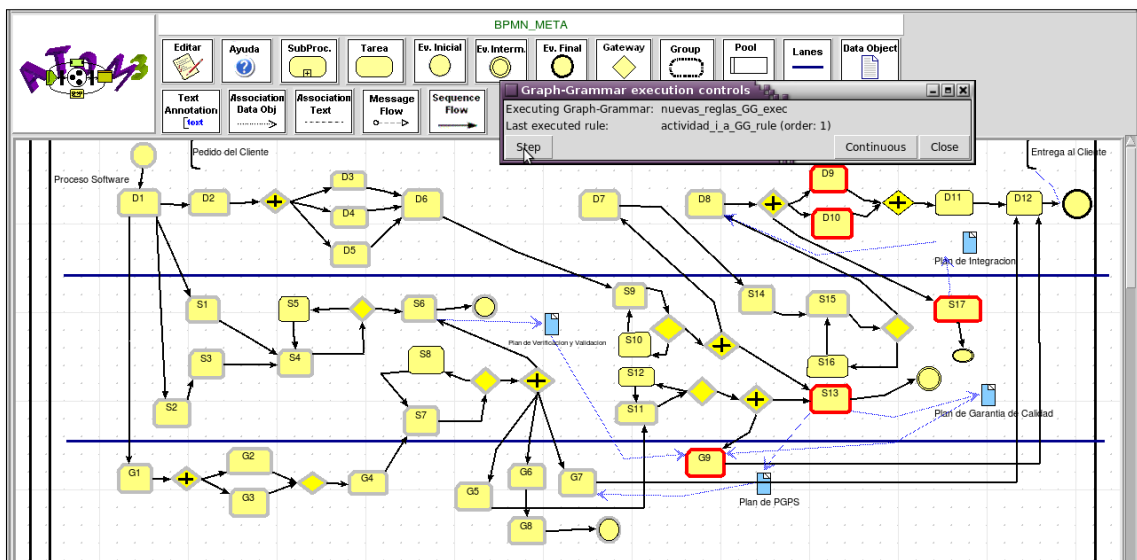 BPMN_META
AToM3
Editar
Ayuda
SubProc.
Tarea
Ev. Inicial
Ev. Interm.
Ev. Final
Gateway
Group
Pool
Lanes
Data Object
Text
Annotation
[text
Association
Data Obj
Association
Text
Message
Flow
Sequence
Flow
Graph-Grammar execution controls
Executing Graph-Grammar: nuevas_reglas_GG_exec
Last executed rule: actividad_i_a_GG_rule (order: 1)
Step
Continuous
Close
Pedido del Cliente
Entrega al Cliente
Proceso Software
D1
D2
D3
D4
D5
D6
D7
D8
D9
D10
D11
D12
Plan de Integracion
S1
S2
S3
S4
S5
S6
Plan de Verificacion y Validacion
S7
S8
S9
S10
S11
S12
S13
S14
S15
S16
S17
Plan de Garantia de Calidad
G1
G2
G3
G4
G5
G6
G7
G8
G9
Plan de PGPS